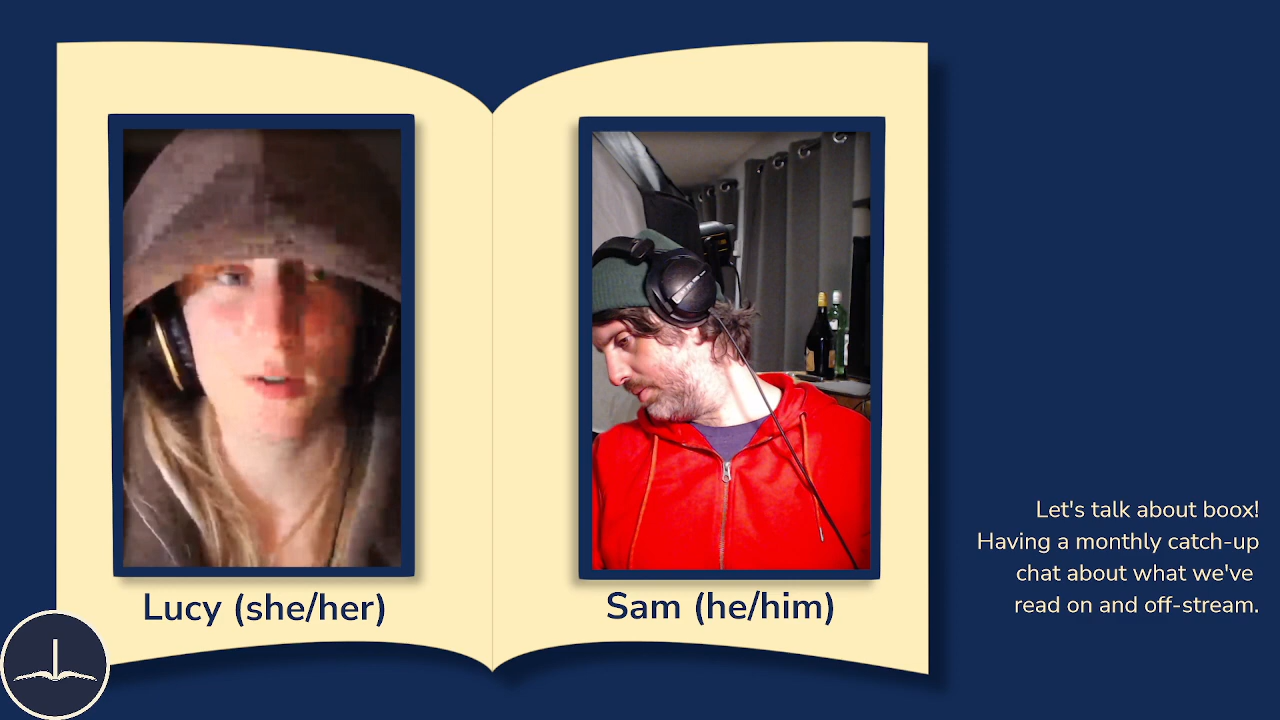 Lucy (she/her)
Sam (he/him)
Let's talk about boox!
Having a monthly catch-up
chat about what we've
read on and off-stream.